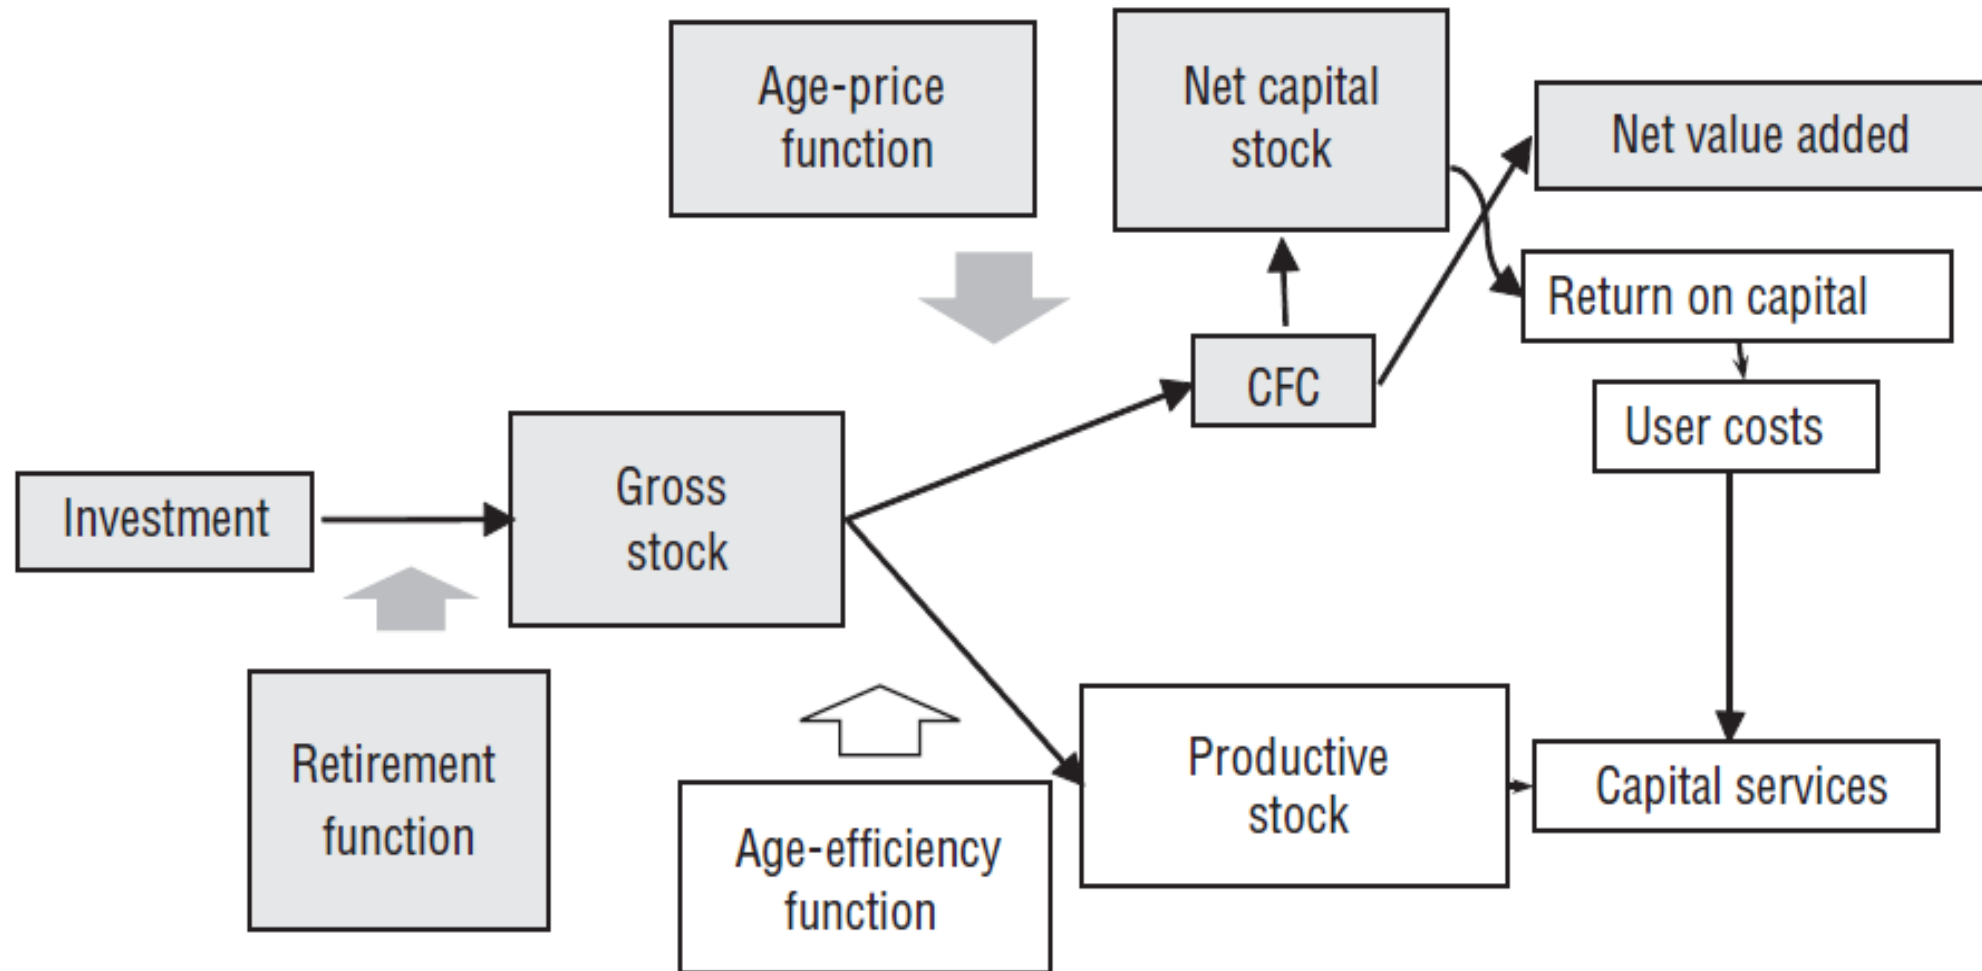 Age-price
function
Net capital
stock
Net value added
Return on capital
CFC
User costs
Gross
stock
Investment
Retirement
function
Age-efficiency
function
Productive
stock
Capital services